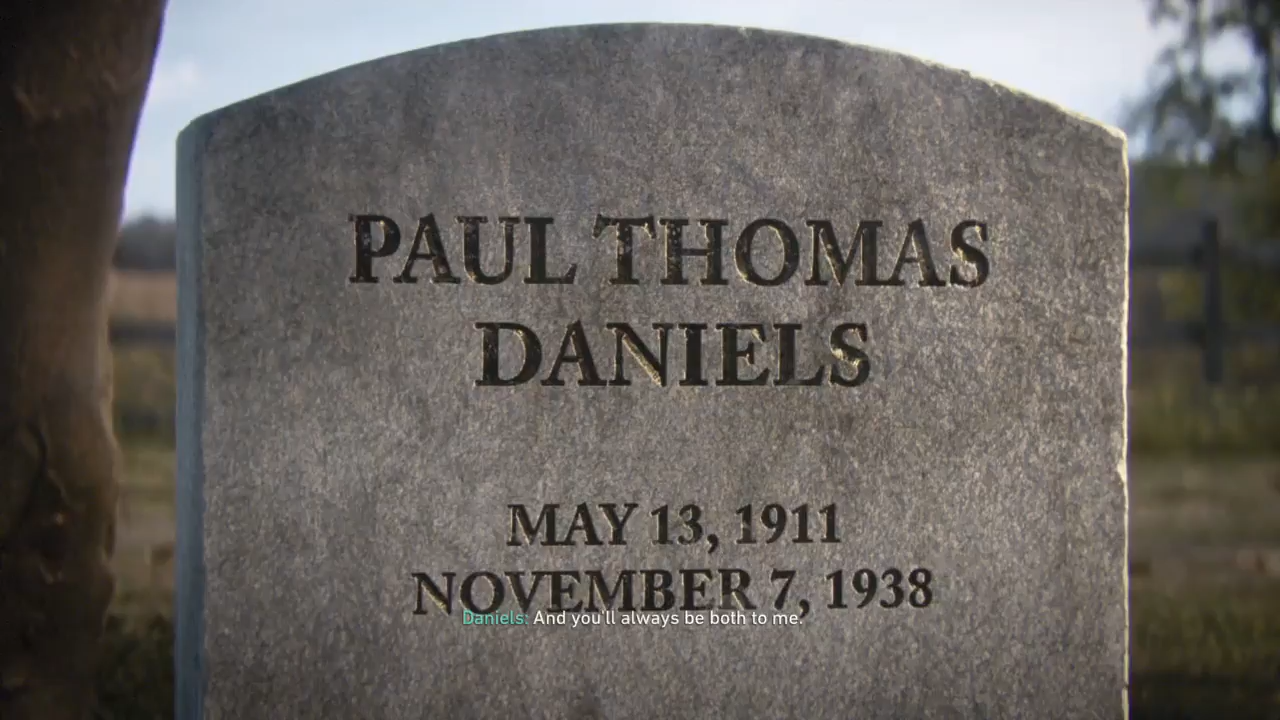 PAUL THOMAS
DANIELS
MAY 13, 1911
NOVEMBER 7, 1938
Daniels: And you'll always be both to me.